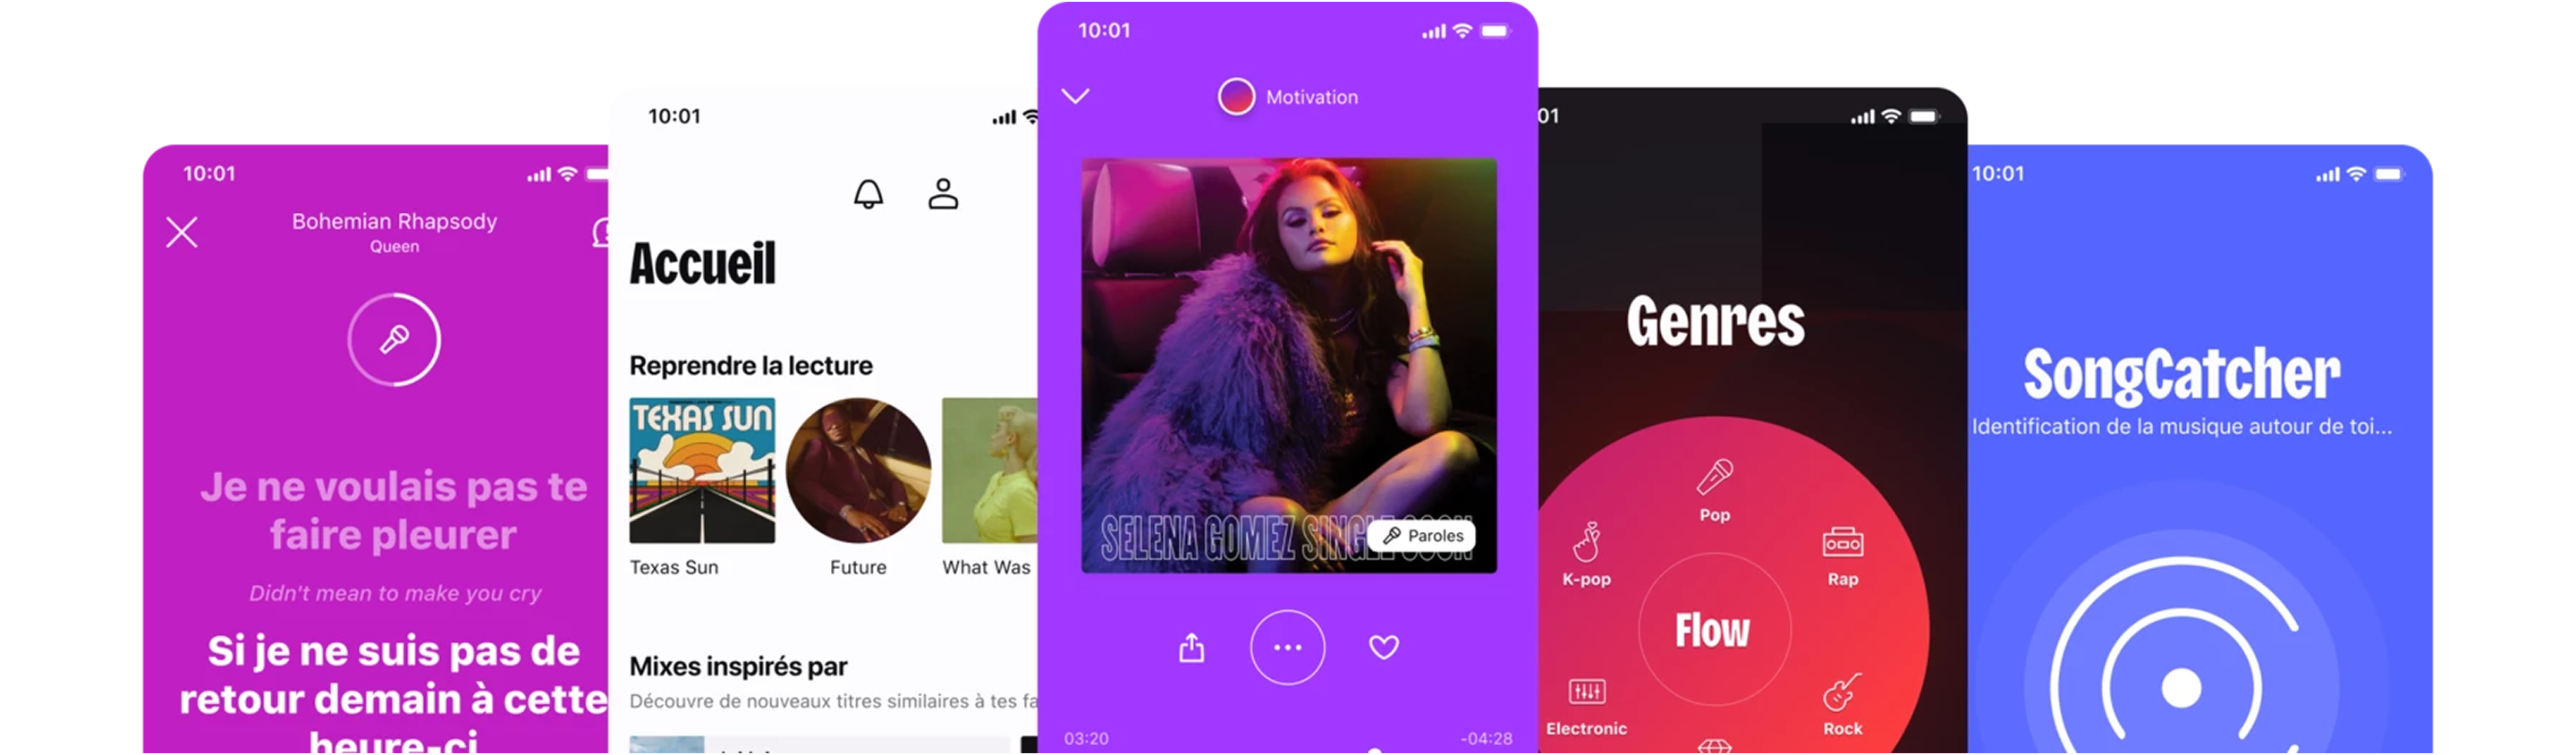 10:01
Bohemian Rhapsody
Queen
Je ne voulais pas te
faire pleurer
Didn't mean to make you cry
Si je ne suis pas de
retour demain à cette
heure-ci
10:01
Accueil
Reprendre la lecture
TEXAS SUN
Texas Sun
Future
What Was
Mixes inspirés par
Découvre de nouveaux titres similaires à tes fa
10:01
Motivation
SELENA GOMEZ SINGLE SOON
Paroles
03:20
-04:28
01
Genres
Pop
K-pop
Rap
Flow
Electronic
Rock
10:01
SongCatcher
Identification de la musique autour de toi...